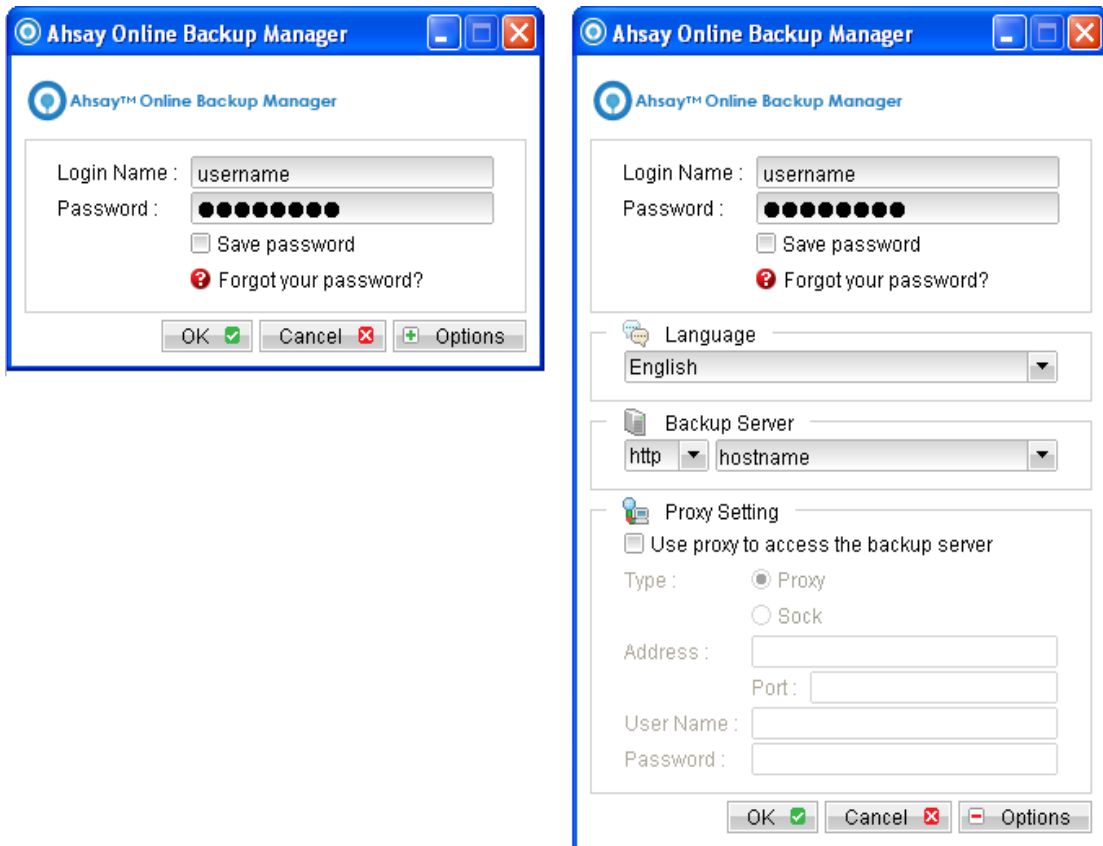 Ahsay Online Backup Manager
Ahsay™ Online Backup Manager
Login Name : username
Password :
Save password
Forgot your password?
OK Cancel Options
Ahsay Online Backup Manager
Ahsay™ Online Backup Manager
Login Name : username
Password :
Save password
Forgot your password?
Language
English
Backup Server
http hostname
Proxy Setting
Use proxy to access the backup server
Type : Proxy
Sock
Address :
Port :
User Name :
Password :
OK Cancel Options